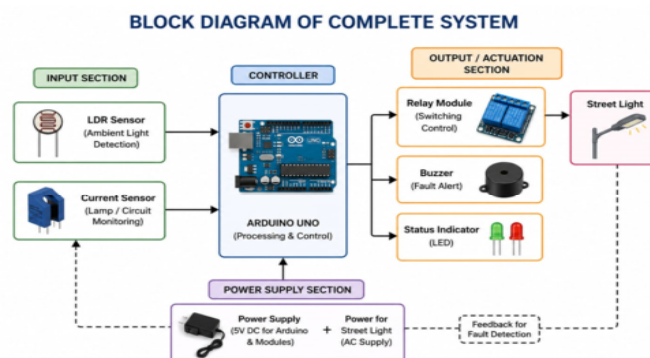 BLOCK DIAGRAM OF COMPLETE SYSTEM
INPUT SECTION
LDR Sensor
(Ambient Light
Detection)
Current Sensor
(Lamp / Circuit
Monitoring)
CONTROLLER
ARDUINO UNO
(Processing & Control)
OUTPUT / ACTUATION
SECTION
Relay Module
(Switching
Control)
Buzzer
(Fault Alert)
Status Indicator
(LED)
Street Light
POWER SUPPLY SECTION
Power Supply
(5V DC for Arduino
& Modules)
+
Power for
Street Light
(AC Supply)
Feedback for
Fault Detection